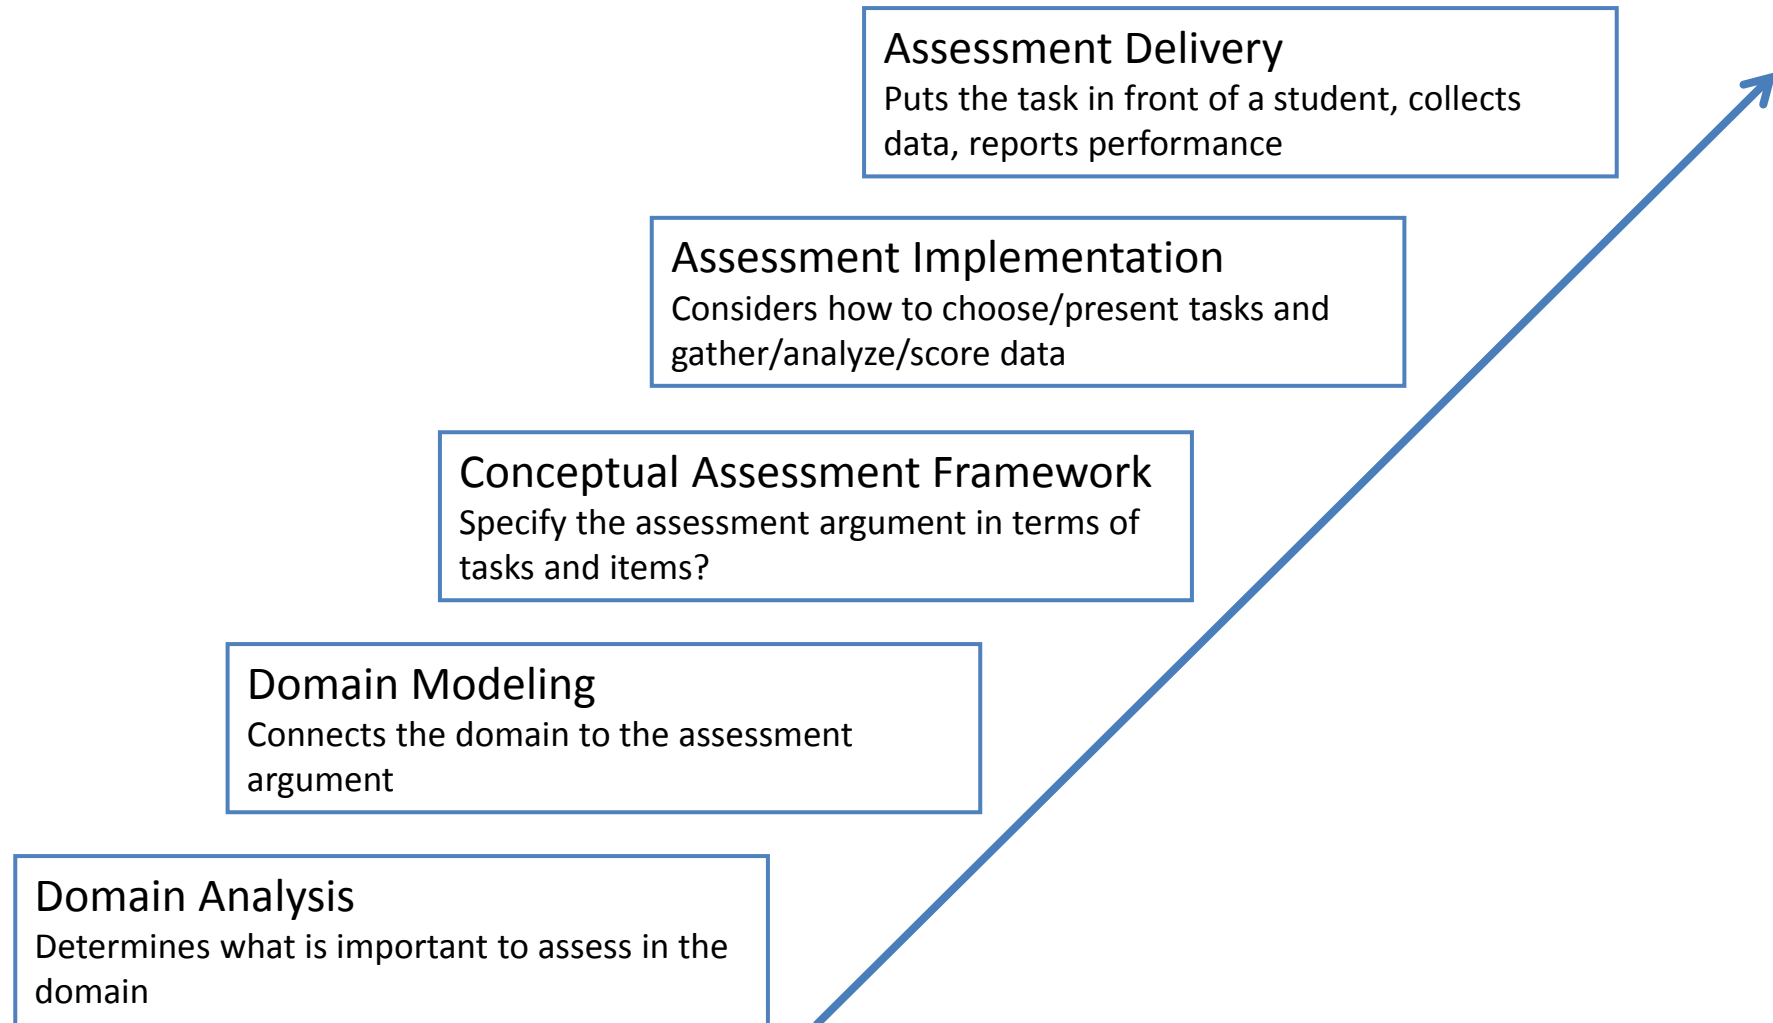 Assessment Delivery
Puts the task in front of a student, collects
data, reports performance
Assessment Implementation
Considers how to choose/present tasks and
gather/analyze/score data
Conceptual Assessment Framework
Specify the assessment argument in terms of
tasks and items?
Domain Modeling
Connects the domain to the assessment
argument
Domain Analysis
Determines what is important to assess in the
domain